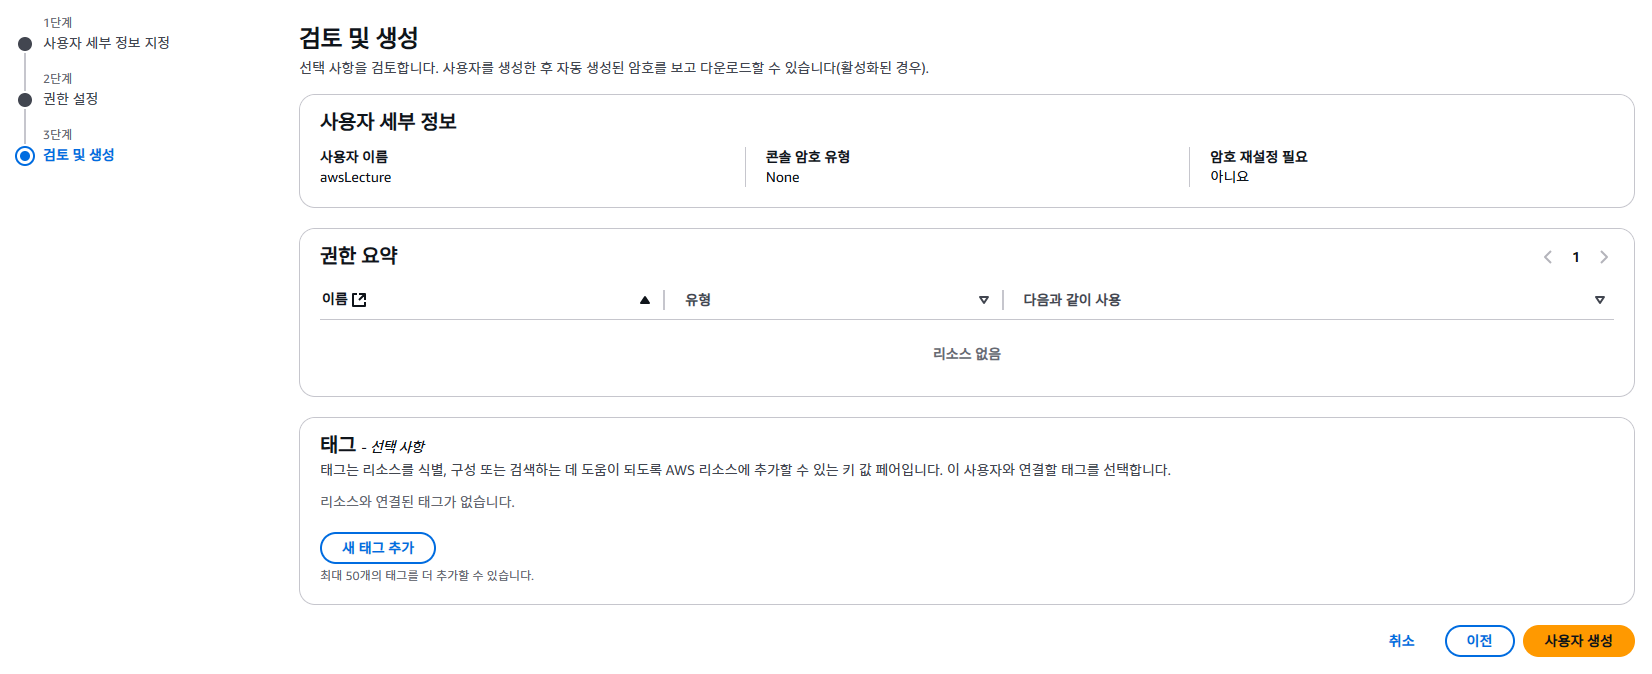 1단계
사용자 세부 정보 지정
2단계
권한 설정
3단계
검토 및 생성
검토 및 생성
선택 사항을 검토합니다. 사용자를 생성한 후 자동 생성된 암호를 보고 다운로드할 수 있습니다(활성화된 경우).
사용자 세부 정보
사용자 이름
awsLecture
콘솔 암호 유형
None
암호 재설정 필요
아니요
권한 요약
1
이름 유형 다음과 같이 사용
리소스 없음
태그 - 선택 사항
태그는 리소스를 식별, 구성 또는 검색하는 데 도움이 되도록 AWS 리소스에 추가할 수 있는 키 값 페어입니다. 이 사용자와 연결할 태그를 선택합니다.
리소스와 연결된 태그가 없습니다.
새 태그 추가
최대 50개의 태그를 더 추가할 수 있습니다.
취소 이전 사용자 생성